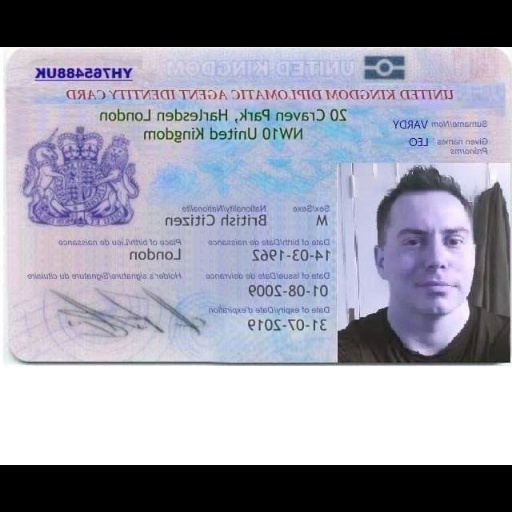 YH765488UK
UNITED KINGDOM
UNITED KINGDOM DIPLOMATIC AGENT IDENTITY CARD
Surname/Nom VARDY
Given names LEO
Prénoms
20 Craven Park, Harlesden London
NW10 United Kingdom
Sex/Sexe Nationality/Nationalite
M British Citizen
Date of birth/Date de naissance Place of birth/Lieu de naissance
14-03-1962 London
Date of issue/Date de delivrance Holder's signature/Signature du titulaire
01-08-2009
Date of expiry/Date d'expiration
31-07-2019